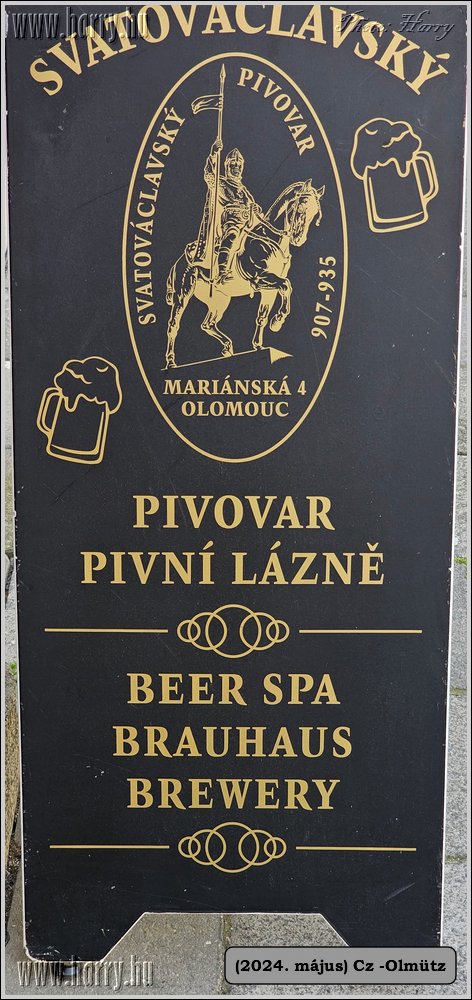 www.harry.hu
Photo: Harry
SVATOVÁCLAVSKÝ
SVATOVÁCLAVSKÝ PIVOVAR
907-935
MARIÁNSKÁ 4
OLOMOUC
PIVOVAR
PIVNÍ LÁZNĚ
BEER SPA
BRAUHAUS
BREWERY
(2024. május) Cz -Olmütz
www.harry.hu